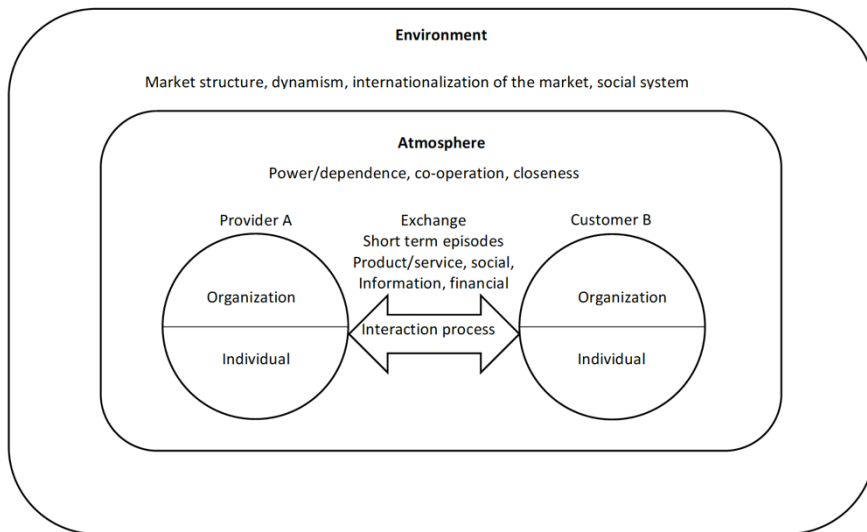 Environment
Market structure, dynamism, internationalization of the market, social system
Atmosphere
Power/dependence, co-operation, closeness
Provider A
Exchange
Customer B
Short term episodes
Product/service, social,
Information, financial
Organization
Organization
Interaction process
Individual
Individual